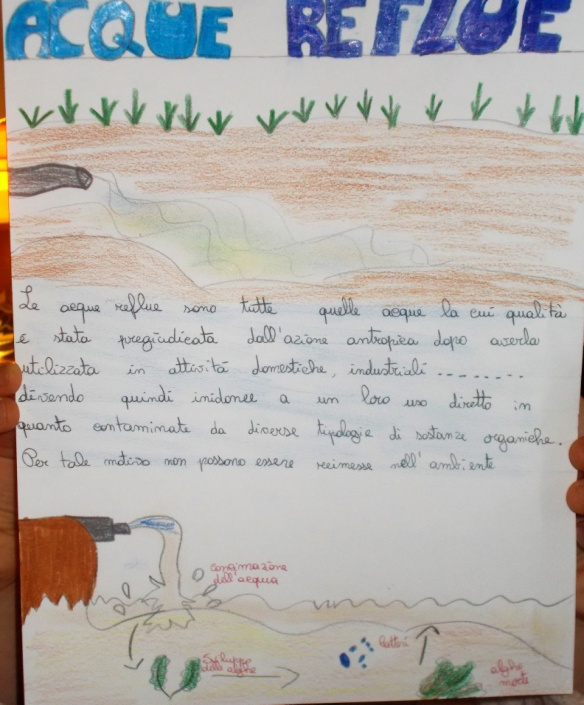 ACQUE REFLUE
Le acque reflue sono tutte quelle acque la cui qualità
è stata pregiudicata dall'azione antropica dopo averla
utilizzata in attività domestiche, industriali ........
divendo quindi inidonee a un loro uso diretto in
quanto contaminate da diverse tipologie di sostanze organiche.
Per tale motivo non possono essere reimesse nell'ambiente
conginazione
dell'acqua
Sviluppo
delle alghe
batteri
alghe
morte